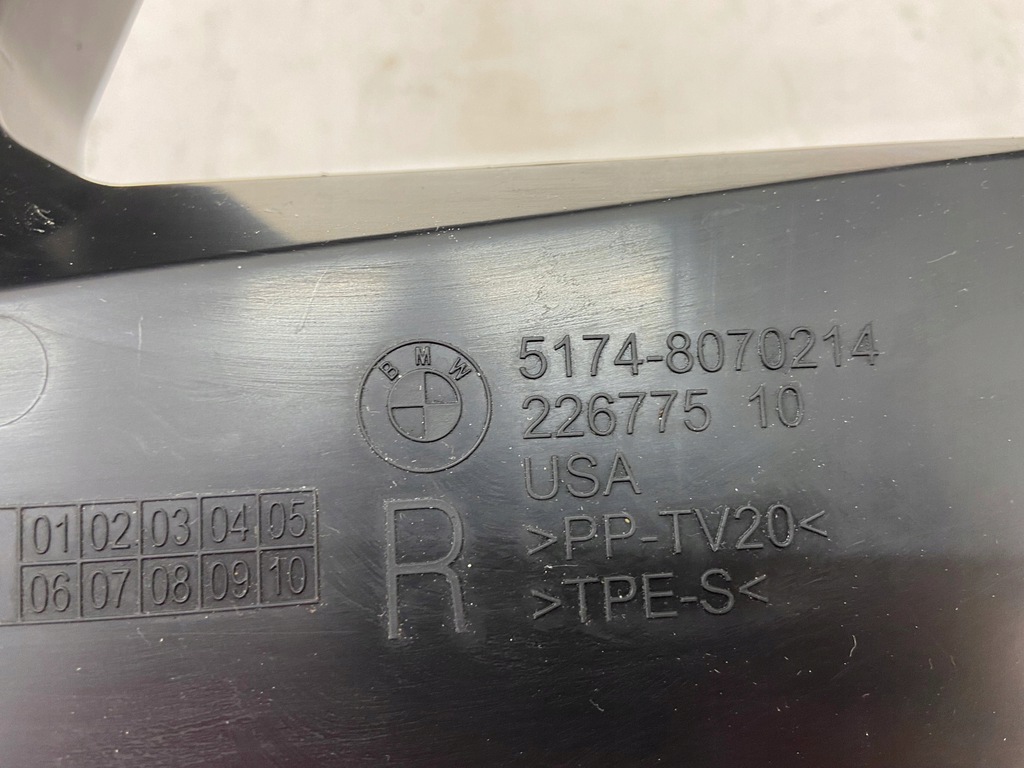 BMW
5174-8070214
226775 10
USA
>PP-TV20<
>TPE-S<
R
01 02 03 04 05
06 07 08 09 10